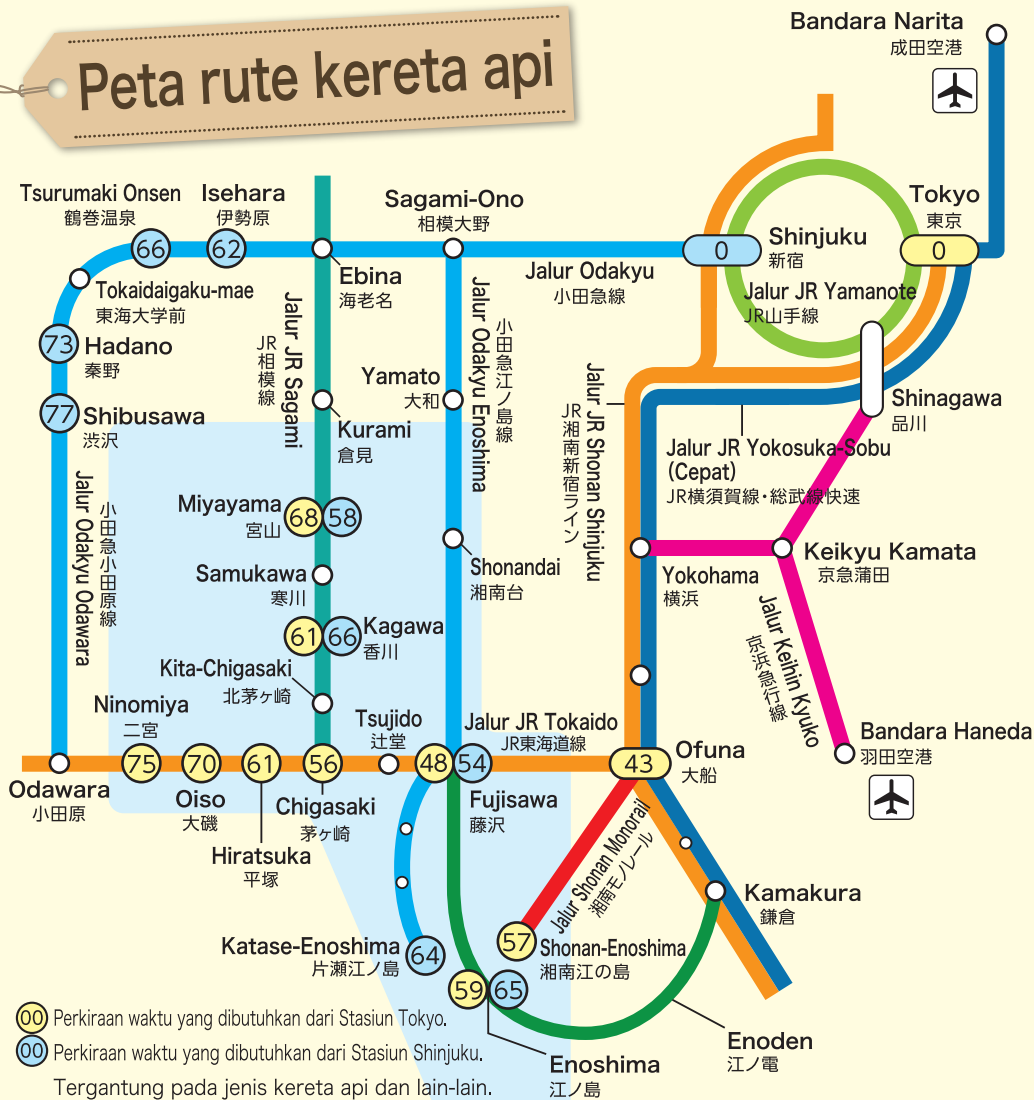 Peta rute kereta api
Bandara Narita
成田空港
Tsurumaki Onsen
鶴巻温泉
66
Isehara
伊勢原
62
Sagami-Ono
相模大野
Tokyo
東京
0
Shinjuku
新宿
0
Ebina
海老名
Jalur Odakyu
小田急線
Jalur JR Yamanote
JR山手線
Tokaidaigaku-mae
東海大学前
73
Hadano
秦野
77
Shibusawa
渋沢
Jalur JR Sagami
JR相模線
Jalur Odakyu Enoshima
小田急江ノ島線
Yamato
大和
Kurami
倉見
Jalur JR Shonan Shinjuku
JR湘南新宿ライン
Shinagawa
品川
Jalur JR Yokosuka-Sobu
(Cepat)
JR横須賀線・総武線快速
Jalur Odakyu Odawara
小田急小田原線
Miyayama
宮山
68
58
Shonandai
湘南台
Samukawa
寒川
Yokohama
横浜
Keikyu Kamata
京急蒲田
61
66
Kagawa
香川
Jalur Keihin Kyuko
京浜急行線
Kita-Chigasaki
北茅ヶ崎
Ninomiya
二宮
Tsujido
辻堂
Jalur JR Tokaido
JR東海道線
Bandara Haneda
羽田空港
75
70
61
56
48
54
43
Ofuna
大船
Odawara
小田原
Oiso
大磯
Chigasaki
茅ヶ崎
Fujisawa
藤沢
Hiratsuka
平塚
Jalur Shonan Monorail
湘南モノレール
Kamakura
鎌倉
Katase-Enoshima
片瀬江ノ島
64
57
Shonan-Enoshima
湘南江の島
59
65
00 Perkiraan waktu yang dibutuhkan dari Stasiun Tokyo.
00 Perkiraan waktu yang dibutuhkan dari Stasiun Shinjuku.
Tergantung pada jenis kereta api dan lain-lain.
Enoshima
江ノ島
Enoden
江ノ電